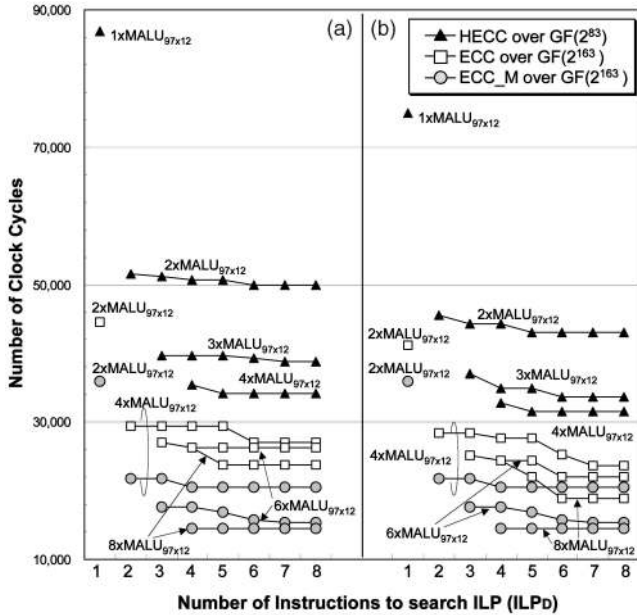 90,000
70,000
50,000
30,000
10,000
Number of Clock Cycles
(a)
1xMALU97x12
2xMALU97x12
2xMALU97x12
3xMALU97x12
2xMALU97x12
4xMALU97x12
4xMALU97x12
6xMALU97x12
8xMALU97x12
1 2 3 4 5 6 7 8
(b)
HECC over GF(2^83)
ECC over GF(2^163)
ECC_M over GF(2^163)
1xMALU97x12
2xMALU97x12
2xMALU97x12
2xMALU97x12
3xMALU97x12
4xMALU97x12
4xMALU97x12
6xMALU97x12
8xMALU97x12
1 2 3 4 5 6 7 8
Number of Instructions to search ILP (ILPD)